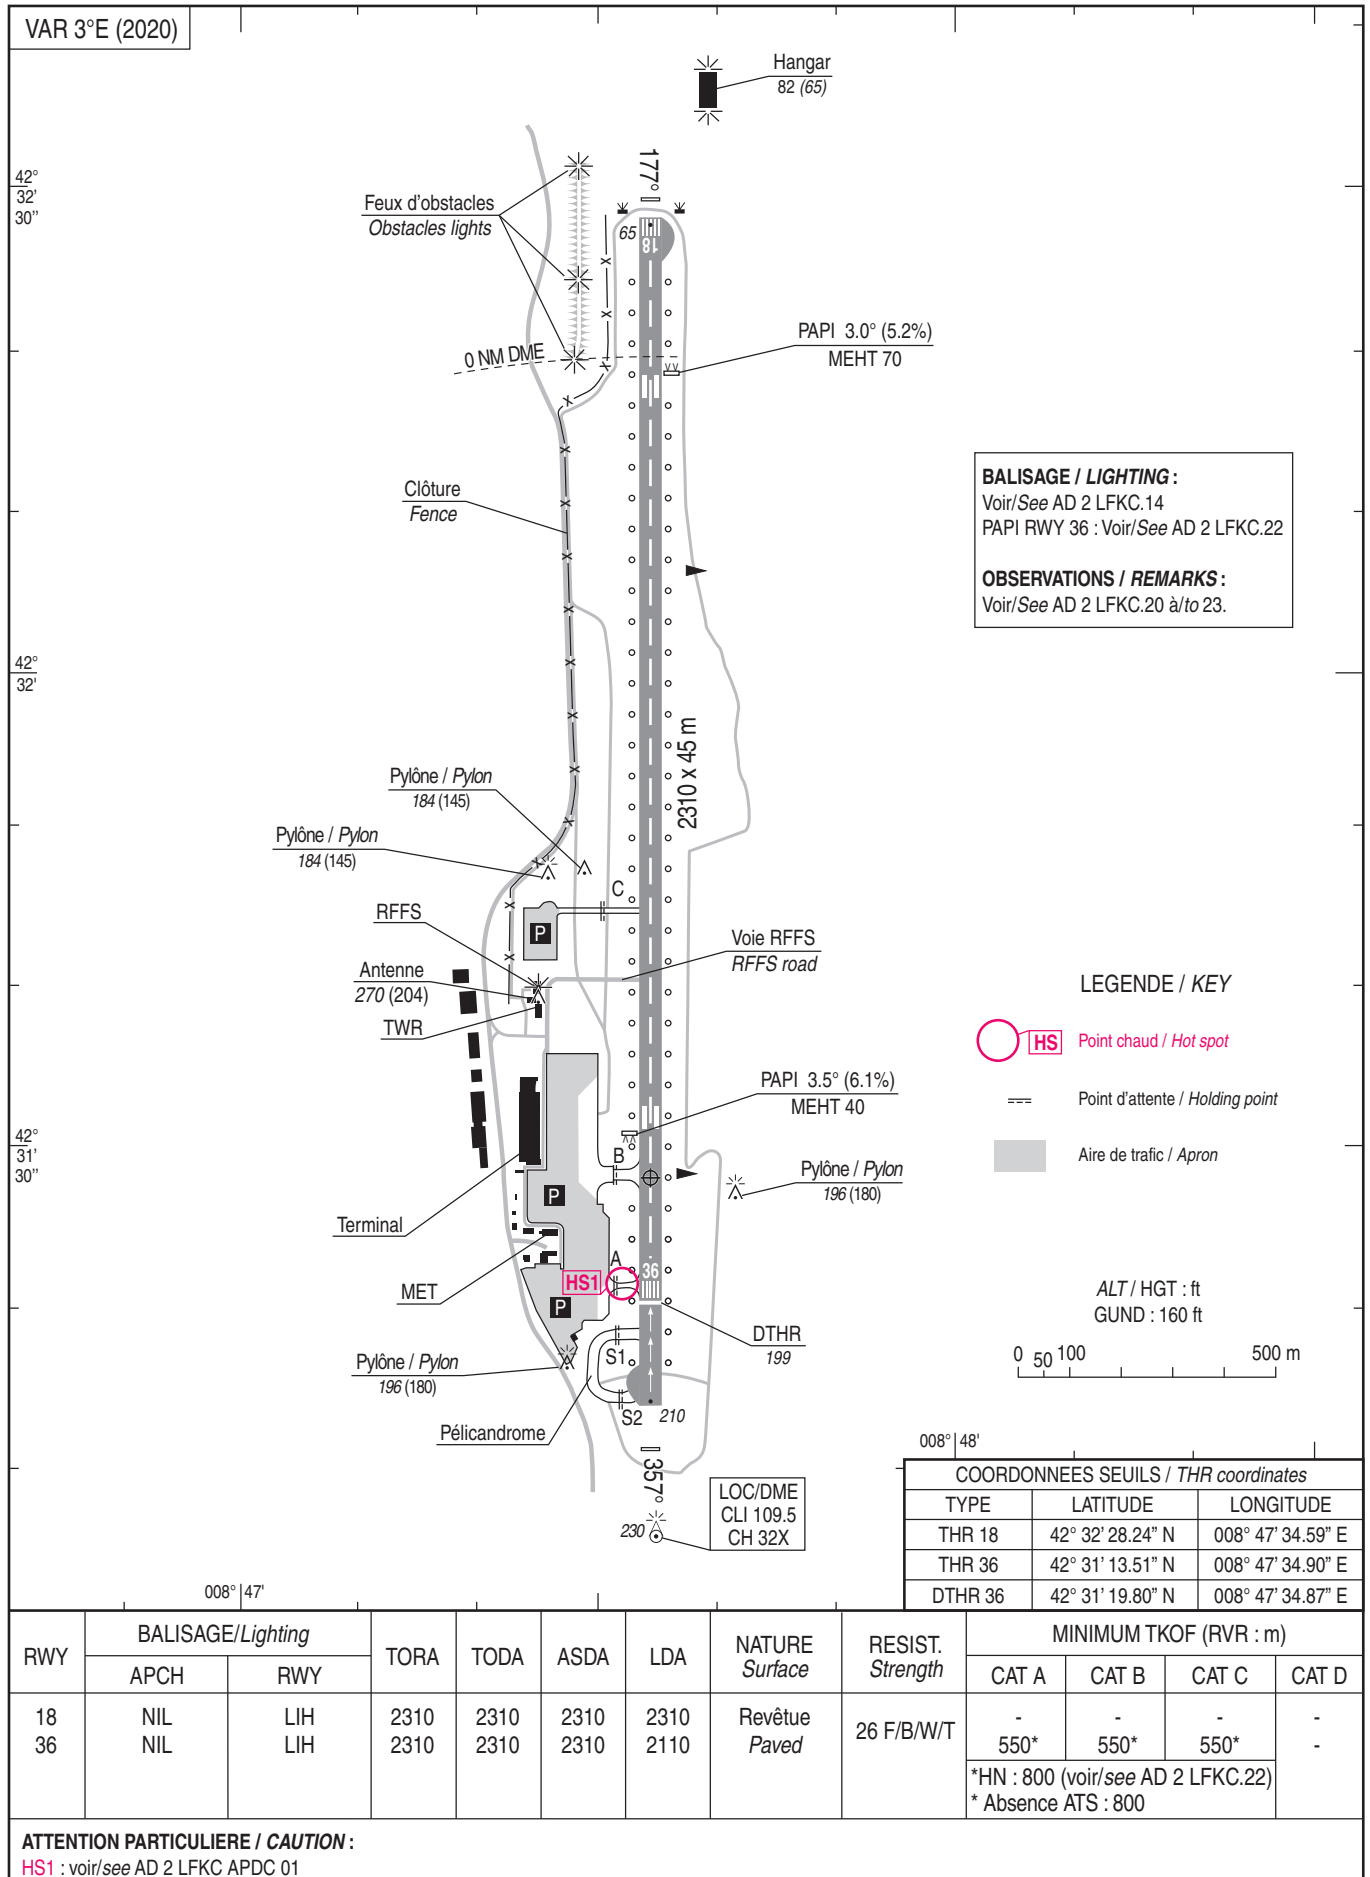 VAR 3°E (2020)
Hangar
82 (65)
177°
42°
32'
30”
Feux d'obstacles
Obstacles lights
65
18
PAPI 3.0° (5.2%)
MEHT 70
0 NM DME
BALISAGE / LIGHTING :
Voir/See AD 2 LFKC.14
PAPI RWY 36 : Voir/See AD 2 LFKC.22
OBSERVATIONS / REMARKS :
Voir/See AD 2 LFKC.20 à/to 23.
Clôture
Fence
42°
32'
2310 x 45 m
Pylône / Pylon
184 (145)
Pylône / Pylon
184 (145)
C
RFFS
P
Voie RFFS
RFFS road
Antenne
270 (204)
TWR
LEGENDE / KEY
HS
Point chaud / Hot spot
Point d'attente / Holding point
Aire de trafic / Apron
PAPI 3.5° (6.1%)
MEHT 40
42°
31'
30”
B
Pylône / Pylon
196 (180)
P
Terminal
MET
A
HS1
36
P
ALT / HGT : ft
GUND : 160 ft
0 50 100 500 m
DTHR
199
S1
Pylône / Pylon
196 (180)
S2
210
Pélicandrome
357°
LOC/DME
CLI 109.5
CH 32X
230
008° 48'
008° 47'
COORDONNEES SEUILS / THR coordinates
TYPE LATITUDE LONGITUDE
THR 18 42° 32' 28.24” N 008° 47' 34.59” E
THR 36 42° 31' 13.51” N 008° 47' 34.90” E
DTHR 36 42° 31' 19.80” N 008° 47' 34.87” E
RWY BALISAGE/Lighting TORA TODA ASDA LDA NATURE Surface RESIST. Strength MINIMUM TKOF (RVR : m)
APCH RWY CAT A CAT B CAT C CAT D
18 NIL LIH 2310 2310 2310 2310 Revêtue 26 F/B/W/T - - - -
36 NIL LIH 2310 2310 2310 2110 Paved 550* 550* 550* -
*HN : 800 (voir/see AD 2 LFKC.22)
* Absence ATS : 800
ATTENTION PARTICULIERE / CAUTION :
HS1 : voir/see AD 2 LFKC APDC 01